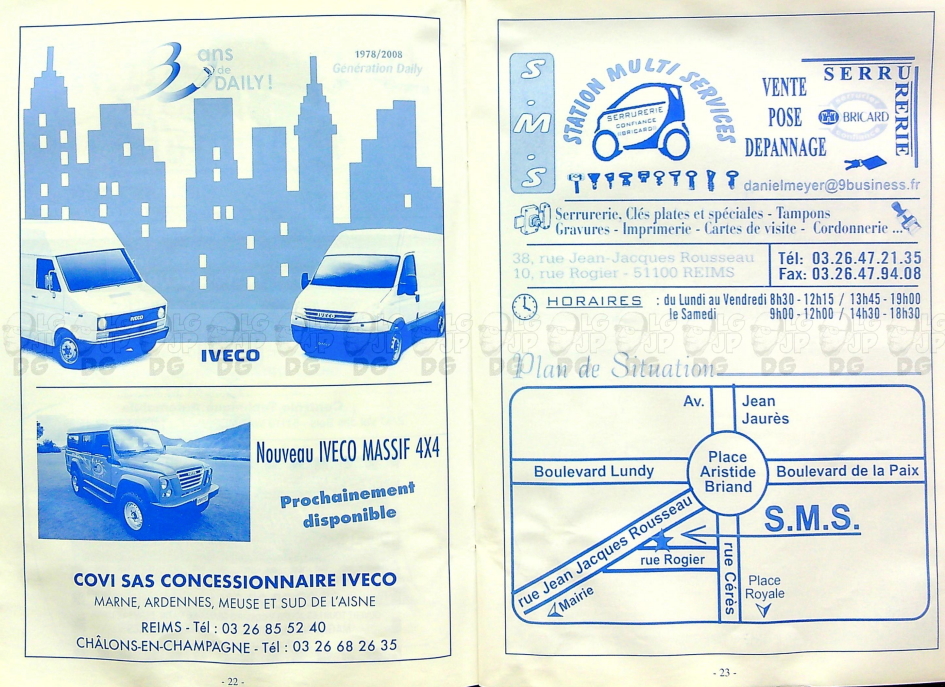 30 ans
de
DAILY !
1978/2008
Génération Daily
IVECO
IVECO
IVECO
Nouveau IVECO MASSIF 4X4
Prochainement
disponible
COVI SAS CONCESSIONNAIRE IVECO
MARNE, ARDENNES, MEUSE ET SUD DE L'AISNE
REIMS - Tél : 03 26 85 52 40
CHÂLONS-EN-CHAMPAGNE - Tél : 03 26 68 26 35
- 22 -
S.M.S
STATION MULTI SERVICES
SERRURERIE
CONFIANCE
BRICARD
VENTE
POSE
DEPANNAGE
SERRURERIE
BRICARD
danielmeyer@9business.fr
Serrurerie, Clés plates et spéciales - Tampons
Gravures - Imprimerie - Cartes de visite - Cordonnerie ...
38, rue Jean-Jacques Rousseau
10, rue Rogier - 51100 REIMS
Tél: 03.26.47.21.35
Fax: 03.26.47.94.08
HORAIRES : du Lundi au Vendredi 8h30 - 12h15 / 13h45 - 19h00
le Samedi 9h00 - 12h00 / 14h30 - 18h30
Plan de Situation
Av. Jean
Jaurès
Place
Aristide
Briand
Boulevard Lundy
Boulevard de la Paix
S.M.S.
rue Jean Jacques Rousseau
rue Rogier
rue Cérès
Mairie
Place
Royale
- 23 -